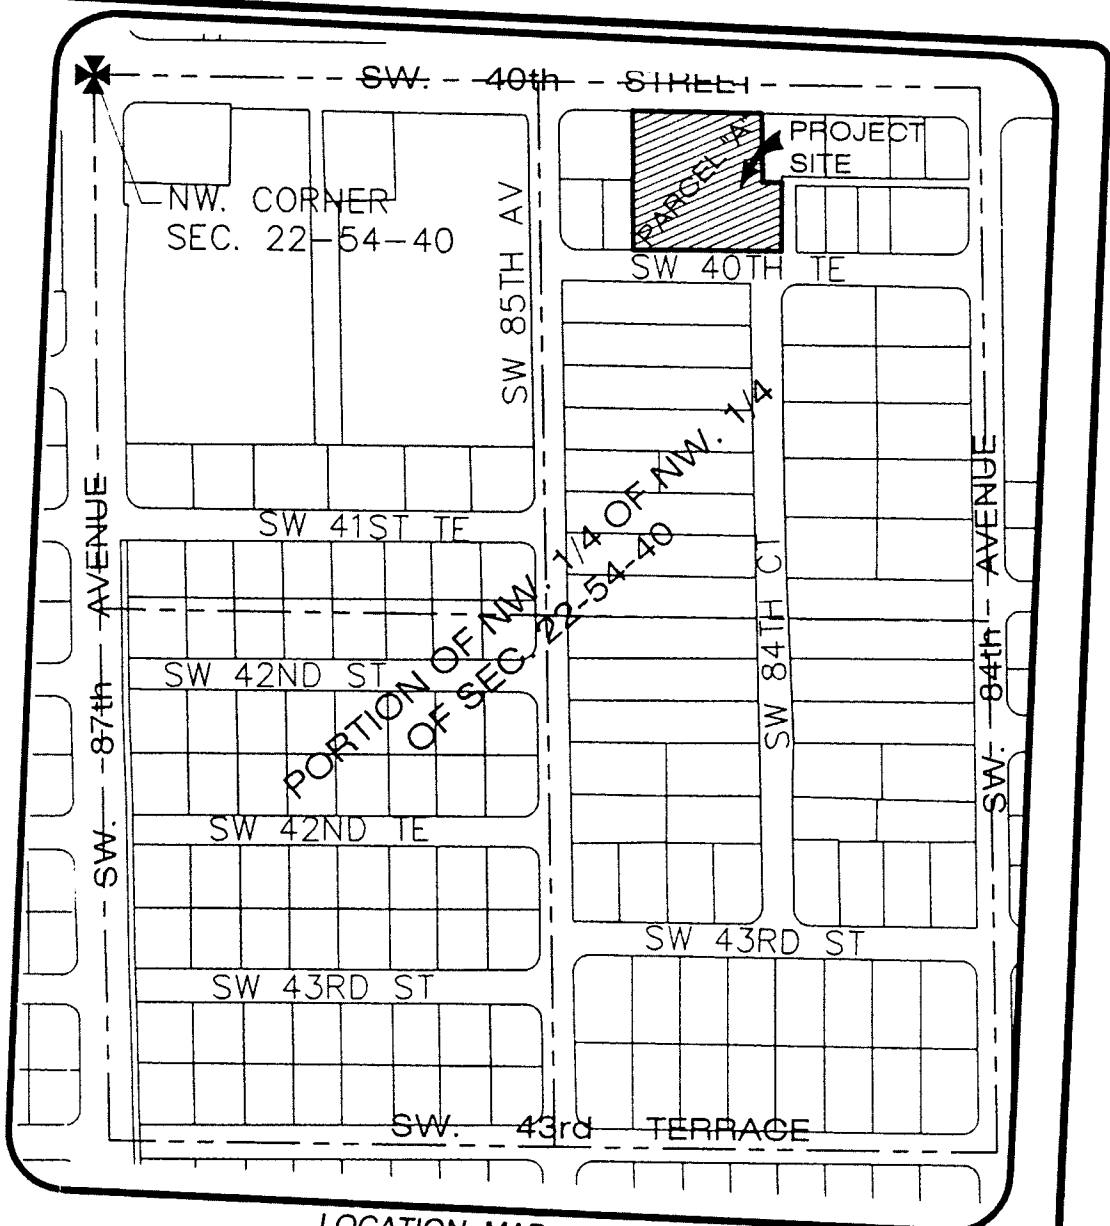 SW. 40th STREET
PROJECT
SITE
PARCEL "A"
NW. CORNER
SEC. 22-54-40
SW 85TH AV
SW 40TH TE
SW 41ST TE
SW. 87th AVENUE
PORTION OF NW. 1/4 OF NW. 1/4
OF SEC. 22-54-40
SW 84TH CT
SW. 84th AVENUE
SW 42ND ST
SW 42ND TE
SW 43RD ST
SW 43RD ST
SW. 43rd TERRACE
LOCATION MAP